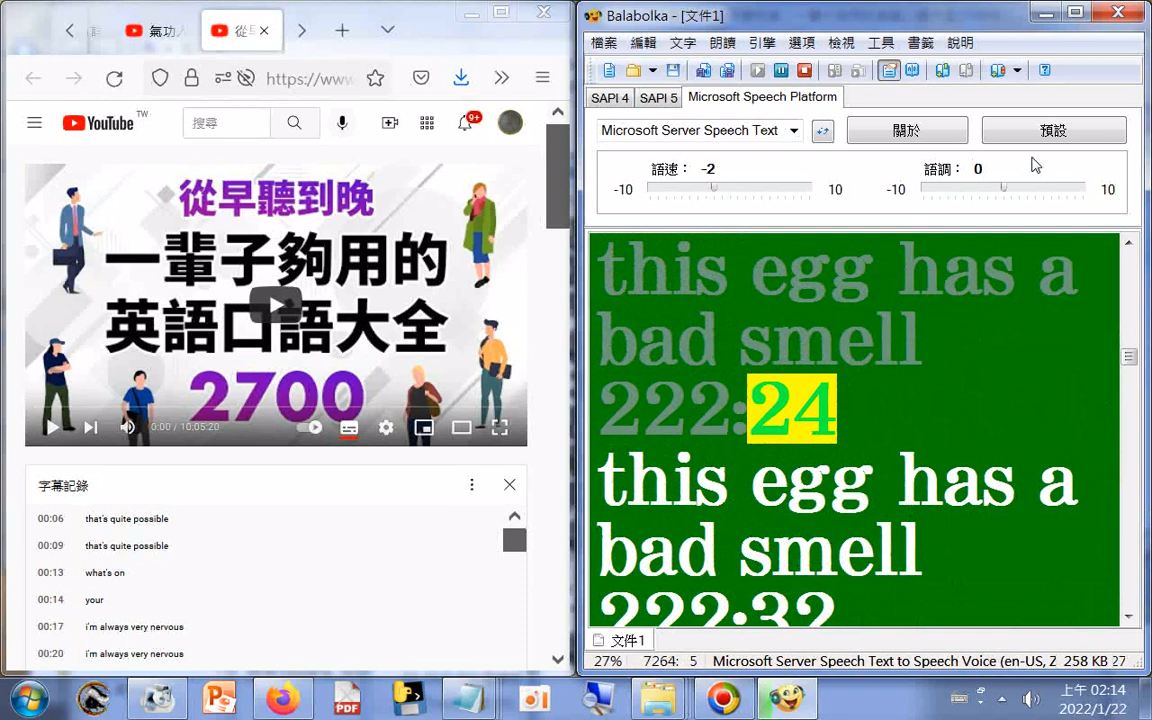 氣功
從
https://www
YouTube TW
搜尋
9+
從早聽到晚
一輩子夠用的
英語口語大全
2700
0:00 / 10:05:20
字幕記錄
00:06 that's quite possible
00:09 that's quite possible
00:13 what's on
00:14 your
00:17 i'm always very nervous
00:20 i'm always very nervous
Balabolka - [文件1]
檔案 編輯 文字 朗讀 引擎 選項 檢視 工具 書籤 說明
SAPI 4 SAPI 5 Microsoft Speech Platform
Microsoft Server Speech Text
關於
預設
語速： -2
-10 10
語調： 0
-10 10
this egg has a
bad smell
222:24
this egg has a
bad smell
222:32
文件1
27% 7264: 5 Microsoft Server Speech Text to Speech Voice (en-US, Z 258 KB 27
PDF
上午 02:14
2022/1/22